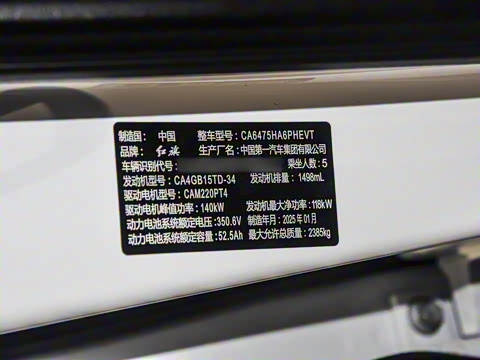 制造国： 中国 整车型号：CA6475HA6PHEVT
品牌： 红旗 生产厂名：中国第一汽车集团有限公司
车辆识别代号： 乘坐人数：5
发动机型号：CA4GB15TD-34 发动机排量：1498mL
驱动电机型号：CAM220PT4
驱动电机峰值功率：140kW 发动机最大净功率：118kW
动力电池系统额定电压：350.6V 制造年月：2025年01月
动力电池系统额定容量：52.5Ah 最大允许总质量：2385kg